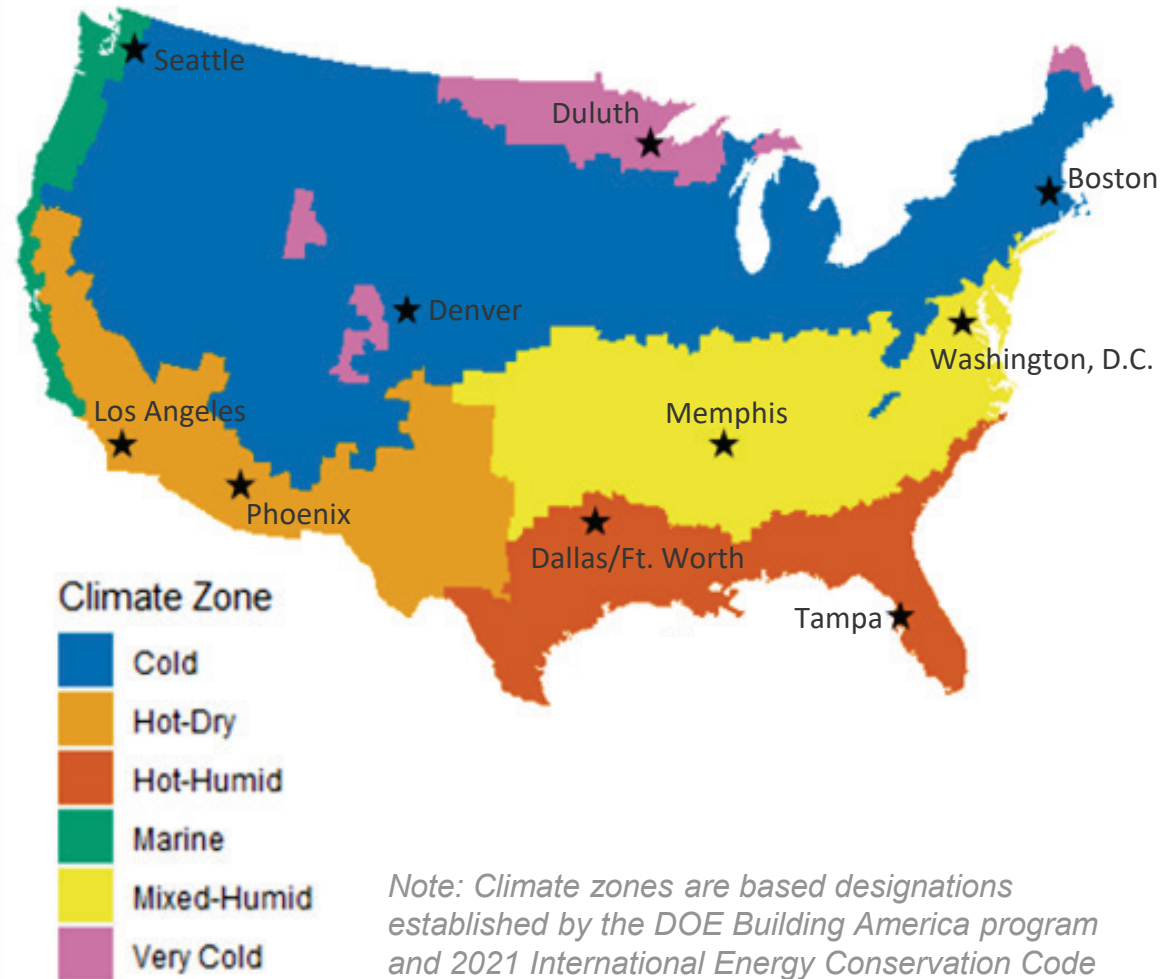 Seattle
Duluth
Boston
Denver
Washington, D.C.
Los Angeles
Memphis
Phoenix
Dallas/Ft. Worth
Tampa
Climate Zone
Cold
Hot-Dry
Hot-Humid
Marine
Mixed-Humid
Very Cold
Note: Climate zones are based designations
established by the DOE Building America program
and 2021 International Energy Conservation Code